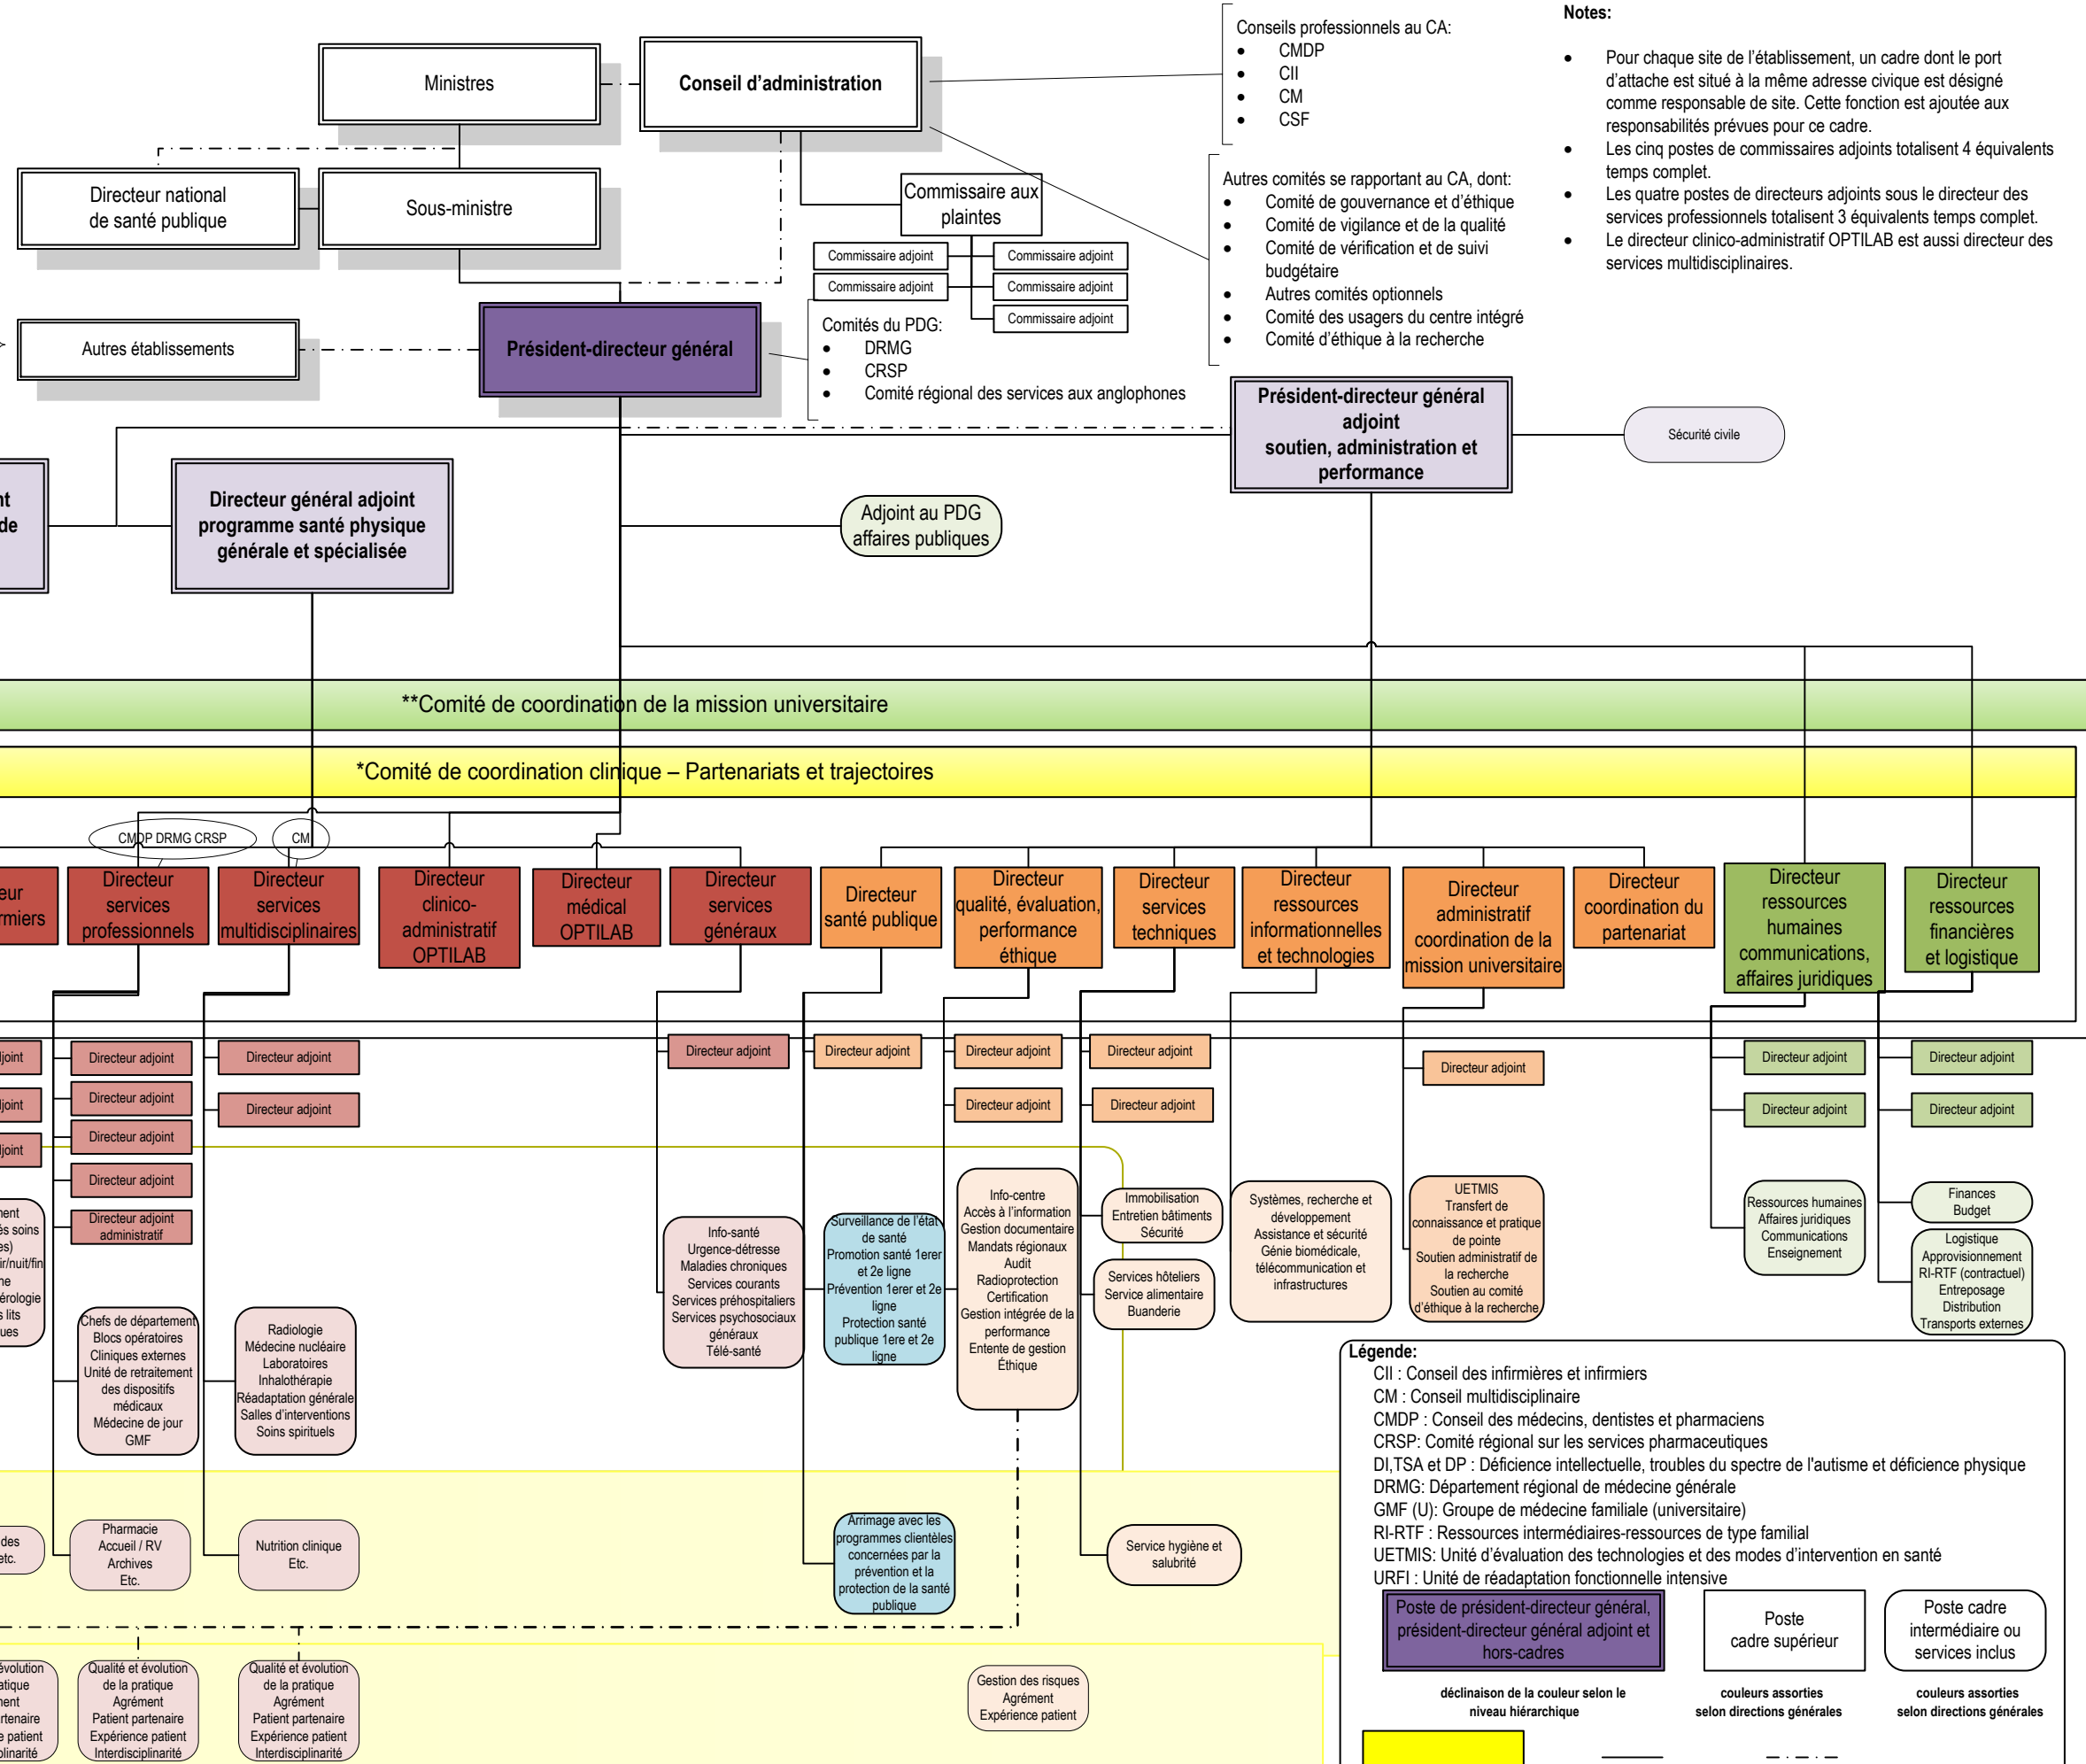 Ministres
Conseil d'administration
Conseils professionnels au CA:
• CMDP
• CII
• CM
• CSF
Notes:
• Pour chaque site de l'établissement, un cadre dont le port
d'attache est situé à la même adresse civique est désigné
comme responsable de site. Cette fonction est ajoutée aux
responsabilités prévues pour ce cadre.
• Les cinq postes de commissaires adjoints totalisent 4 équivalents
temps complet.
• Les quatre postes de directeurs adjoints sous le directeur des
services professionnels totalisent 3 équivalents temps complet.
• Le directeur clinico-administratif OPTILAB est aussi directeur des
services multidisciplinaires.
Directeur national
de santé publique
Sous-ministre
Commissaire aux
plaintes
Commissaire adjoint
Commissaire adjoint
Commissaire adjoint
Commissaire adjoint
Commissaire adjoint
Autres comités se rapportant au CA, dont:
• Comité de gouvernance et d'éthique
• Comité de vigilance et de la qualité
• Comité de vérification et de suivi
budgétaire
• Autres comités optionnels
• Comité des usagers du centre intégré
• Comité d'éthique à la recherche
Autres établissements
Président-directeur général
Comités du PDG:
• DRMG
• CRSP
• Comité régional des services aux anglophones
Président-directeur général
adjoint
soutien, administration et
performance
Sécurité civile
nt
de
Directeur général adjoint
programme santé physique
générale et spécialisée
Adjoint au PDG
affaires publiques
**Comité de coordination de la mission universitaire
*Comité de coordination clinique – Partenariats et trajectoires
CMDP DRMG CRSP
CM
eur
rmiers
Directeur
services
professionnels
Directeur
services
multidisciplinaires
Directeur
clinico-
administratif
OPTILAB
Directeur
médical
OPTILAB
Directeur
services
généraux
Directeur
santé publique
Directeur
qualité, évaluation,
performance
éthique
Directeur
services
techniques
Directeur
ressources
informationnelles
et technologies
Directeur
administratif
coordination de la
mission universitaire
Directeur
coordination du
partenariat
Directeur
ressources
humaines
communications,
affaires juridiques
Directeur
ressources
financières
et logistique
djoint
djoint
djoint
Directeur adjoint
Directeur adjoint
Directeur adjoint
Directeur adjoint
Directeur adjoint
administratif
Directeur adjoint
Directeur adjoint
Directeur adjoint
Directeur adjoint
Directeur adjoint
Directeur adjoint
Directeur adjoint
Directeur adjoint
Directeur adjoint
Directeur adjoint
Directeur adjoint
Directeur adjoint
Directeur adjoint
ment
és soins
es)
ir/nuit/fin
ne
érologie
s lits
ues
Chefs de département
Blocs opératoires
Cliniques externes
Unité de retraitement
des dispositifs
médicaux
Médecine de jour
GMF
Radiologie
Médecine nucléaire
Laboratoires
Inhalothérapie
Réadaptation générale
Salles d'interventions
Soins spirituels
Info-santé
Urgence-détresse
Maladies chroniques
Services courants
Services préhospitaliers
Services psychosociaux
généraux
Télé-santé
Surveillance de l'état
de santé
Promotion santé 1erer
et 2e ligne
Prévention 1erer et 2e
ligne
Protection santé
publique 1ere et 2e
ligne
Info-centre
Accès à l'information
Gestion documentaire
Mandats régionaux
Audit
Radioprotection
Certification
Gestion intégrée de la
performance
Entente de gestion
Éthique
Immobilisation
Entretien bâtiments
Sécurité
Services hôteliers
Service alimentaire
Buanderie
Systèmes, recherche et
développement
Assistance et sécurité
Génie biomédicale,
télécommunication et
infrastructures
UETMIS
Transfert de
connaissance et pratique
de pointe
Soutien administratif de
la recherche
Soutien au comité
d'éthique à la recherche
Ressources humaines
Affaires juridiques
Communications
Enseignement
Finances
Budget
Logistique
Approvisionnement
RI-RTF (contractuel)
Entreposage
Distribution
Transports externes
des
etc.
Pharmacie
Accueil / RV
Archives
Etc.
Nutrition clinique
Etc.
Arrimage avec les
programmes clientèles
concernées par la
prévention et la
protection de la santé
publique
Service hygiène et
salubrité
évolution
atique
ment
rtenaire
e patient
plinarité
Qualité et évolution
de la pratique
Agrément
Patient partenaire
Expérience patient
Interdisciplinarité
Qualité et évolution
de la pratique
Agrément
Patient partenaire
Expérience patient
Interdisciplinarité
Gestion des risques
Agrément
Expérience patient
Légende:
CII : Conseil des infirmières et infirmiers
CM : Conseil multidisciplinaire
CMDP : Conseil des médecins, dentistes et pharmaciens
CRSP: Comité régional sur les services pharmaceutiques
DI,TSA et DP : Déficience intellectuelle, troubles du spectre de l'autisme et déficience physique
DRMG: Département régional de médecine générale
GMF (U): Groupe de médecine familiale (universitaire)
RI-RTF : Ressources intermédiaires-ressources de type familial
UETMIS: Unité d'évaluation des technologies et des modes d'intervention en santé
URFI : Unité de réadaptation fonctionnelle intensive
Poste de président-directeur général,
président-directeur général adjoint et
hors-cadres
Poste
cadre supérieur
Poste cadre
intermédiaire ou
services inclus
déclinaison de la couleur selon le
niveau hiérarchique
couleurs assorties
selon directions générales
couleurs assorties
selon directions générales